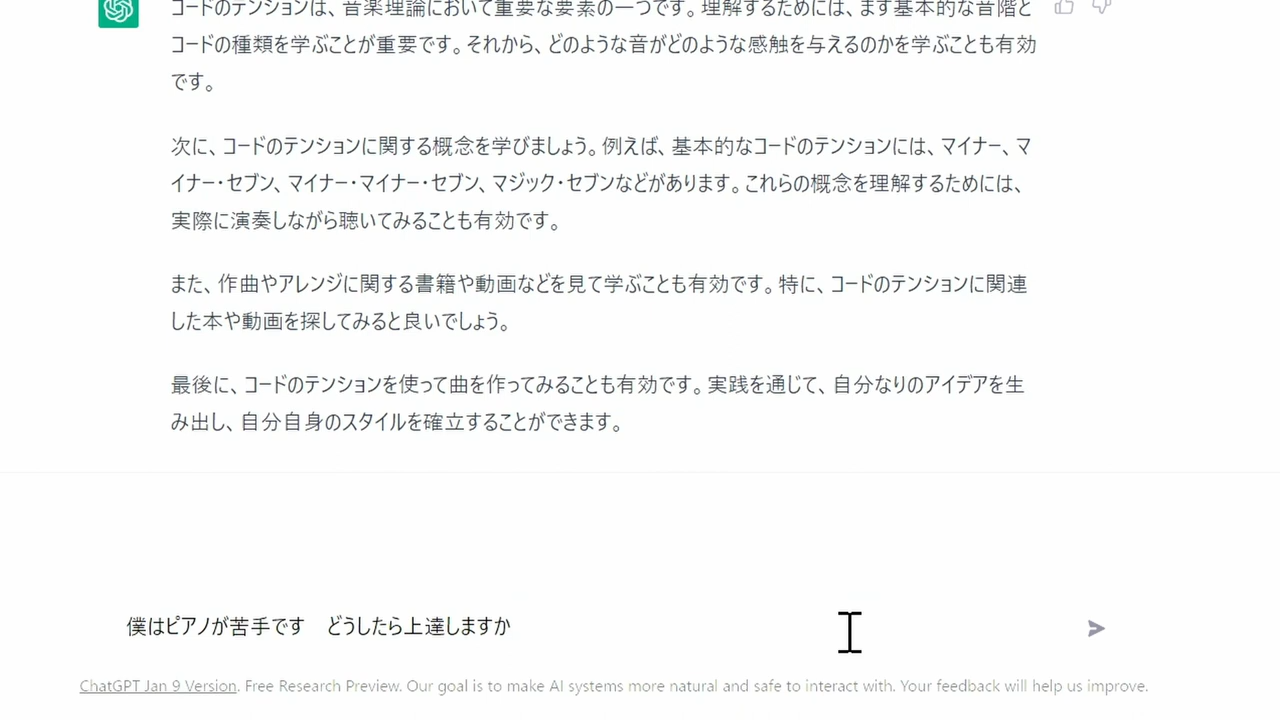 コードのテンションは、音楽理論において重要な要素の一つです。理解するためには、まず基本的な音階と
コードの種類を学ぶことが重要です。それから、どのような音がどのような感触を与えるのかを学ぶことも有効
です。
次に、コードのテンションに関する概念を学びましょう。例えば、基本的なコードのテンションには、マイナー、マ
イナー・セブン、マイナー・マイナー・セブン、マジック・セブンなどがあります。これらの概念を理解するためには、
実際に演奏しながら聴いてみることも有効です。
また、作曲やアレンジに関する書籍や動画などを見て学ぶことも有効です。特に、コードのテンションに関連
した本や動画を探してみると良いでしょう。
最後に、コードのテンションを使って曲を作ってみることも有効です。実践を通じて、自分なりのアイデアを生
み出し、自分自身のスタイルを確立することができます。
僕はピアノが苦手です　どうしたら上達しますか
ChatGPT Jan 9 Version. Free Research Preview. Our goal is to make AI systems more natural and safe to interact with. Your feedback will help us improve.